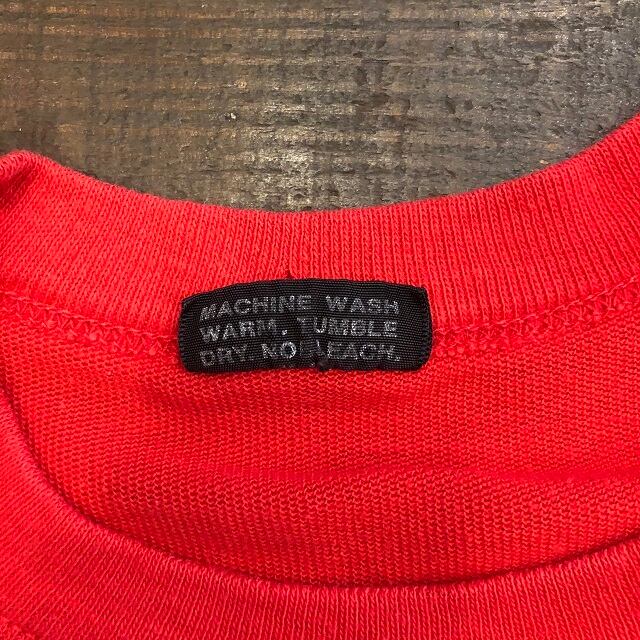 MACHINE WASH
WARM. TUMBLE
DRY. NO BLEACH.